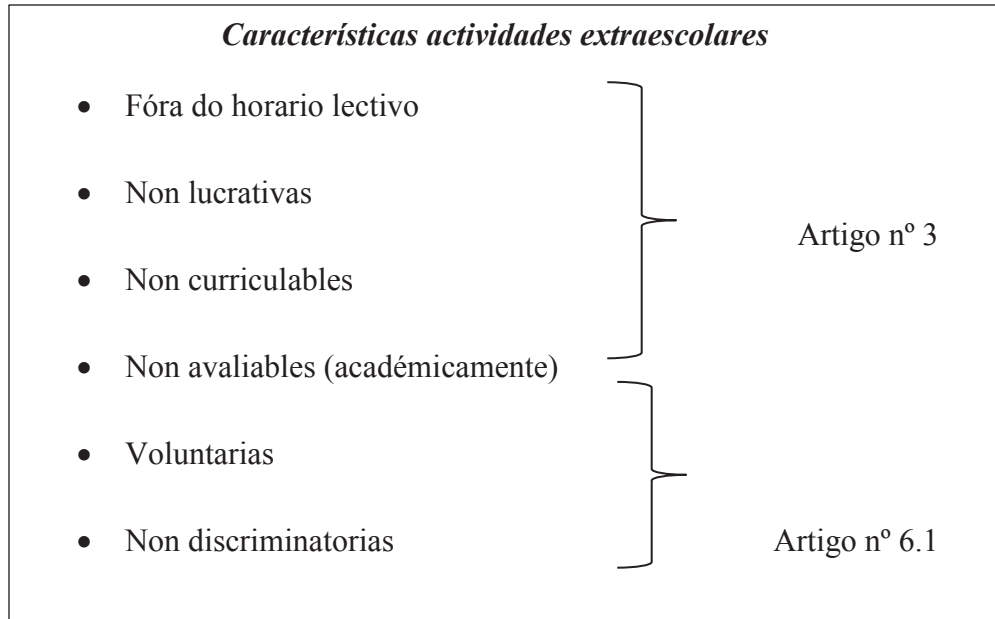 Características actividades extraescolares
• Fóra do horario lectivo
• Non lucrativas
Artigo nº 3
• Non curriculables
• Non avaliables (académicamente)
• Voluntarias
• Non discriminatorias Artigo nº 6.1